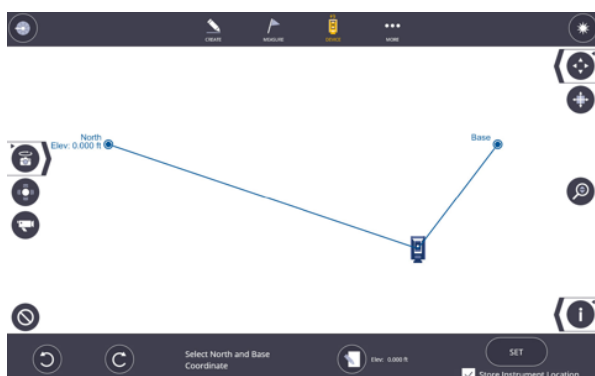 CREATE
MEASURE
DEVICE
MORE
North
Elev: 0.000 ft
Base
Select North and Base
Coordinate
Elev: 0.000 ft
SET
Store Instrument Location